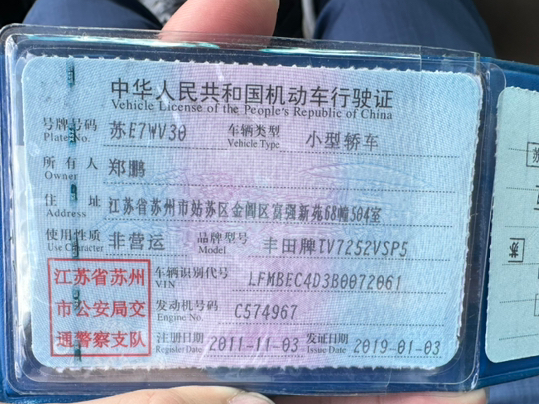 中华人民共和国机动车行驶证
Vehicle License of the People's Republic of China
号牌号码 苏E7WV30 车辆类型 小型轿车
Plate No. Vehicle Type
所有人 郑鹏
Owner
住址 江苏省苏州市姑苏区金阊区富强新苑68幢504室
Address
使用性质 非营运 品牌型号 丰田牌TV7252VSP5
Use Character Model
江苏省苏州
市公安局交
通警察支队
车辆识别代号 LFMBEC4D3B0072061
VIN
发动机号码 C574967
Engine No.
注册日期 2011-11-03 发证日期 2019-01-03
Register Date Issue Date
苏